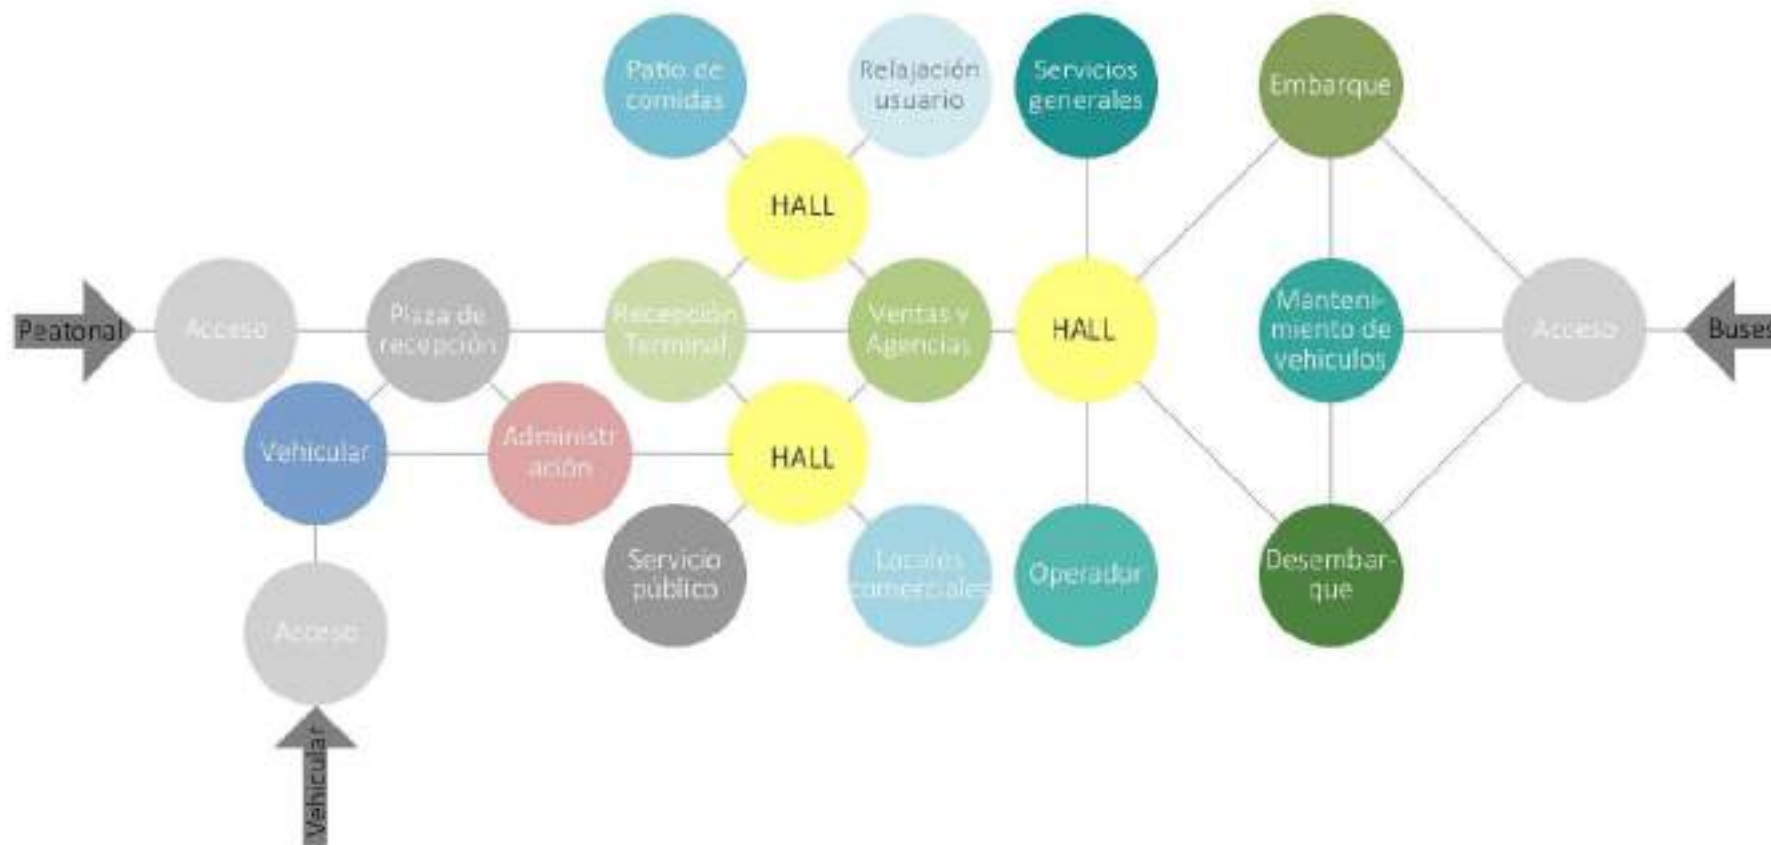 Patio de
comidas
Relajación
usuario
Servicios
generales
Embarque
HALL
Peatonal
Acceso
Plaza de
recepción
Recepción
Terminal
Ventas y
Agencias
HALL
Manteni-
miento de
vehículos
Acceso
Buses
Vehicular
Administr
ación
HALL
Servicio
público
Locales
comerciales
Operador
Desembar-
que
Acceso
Vehicular